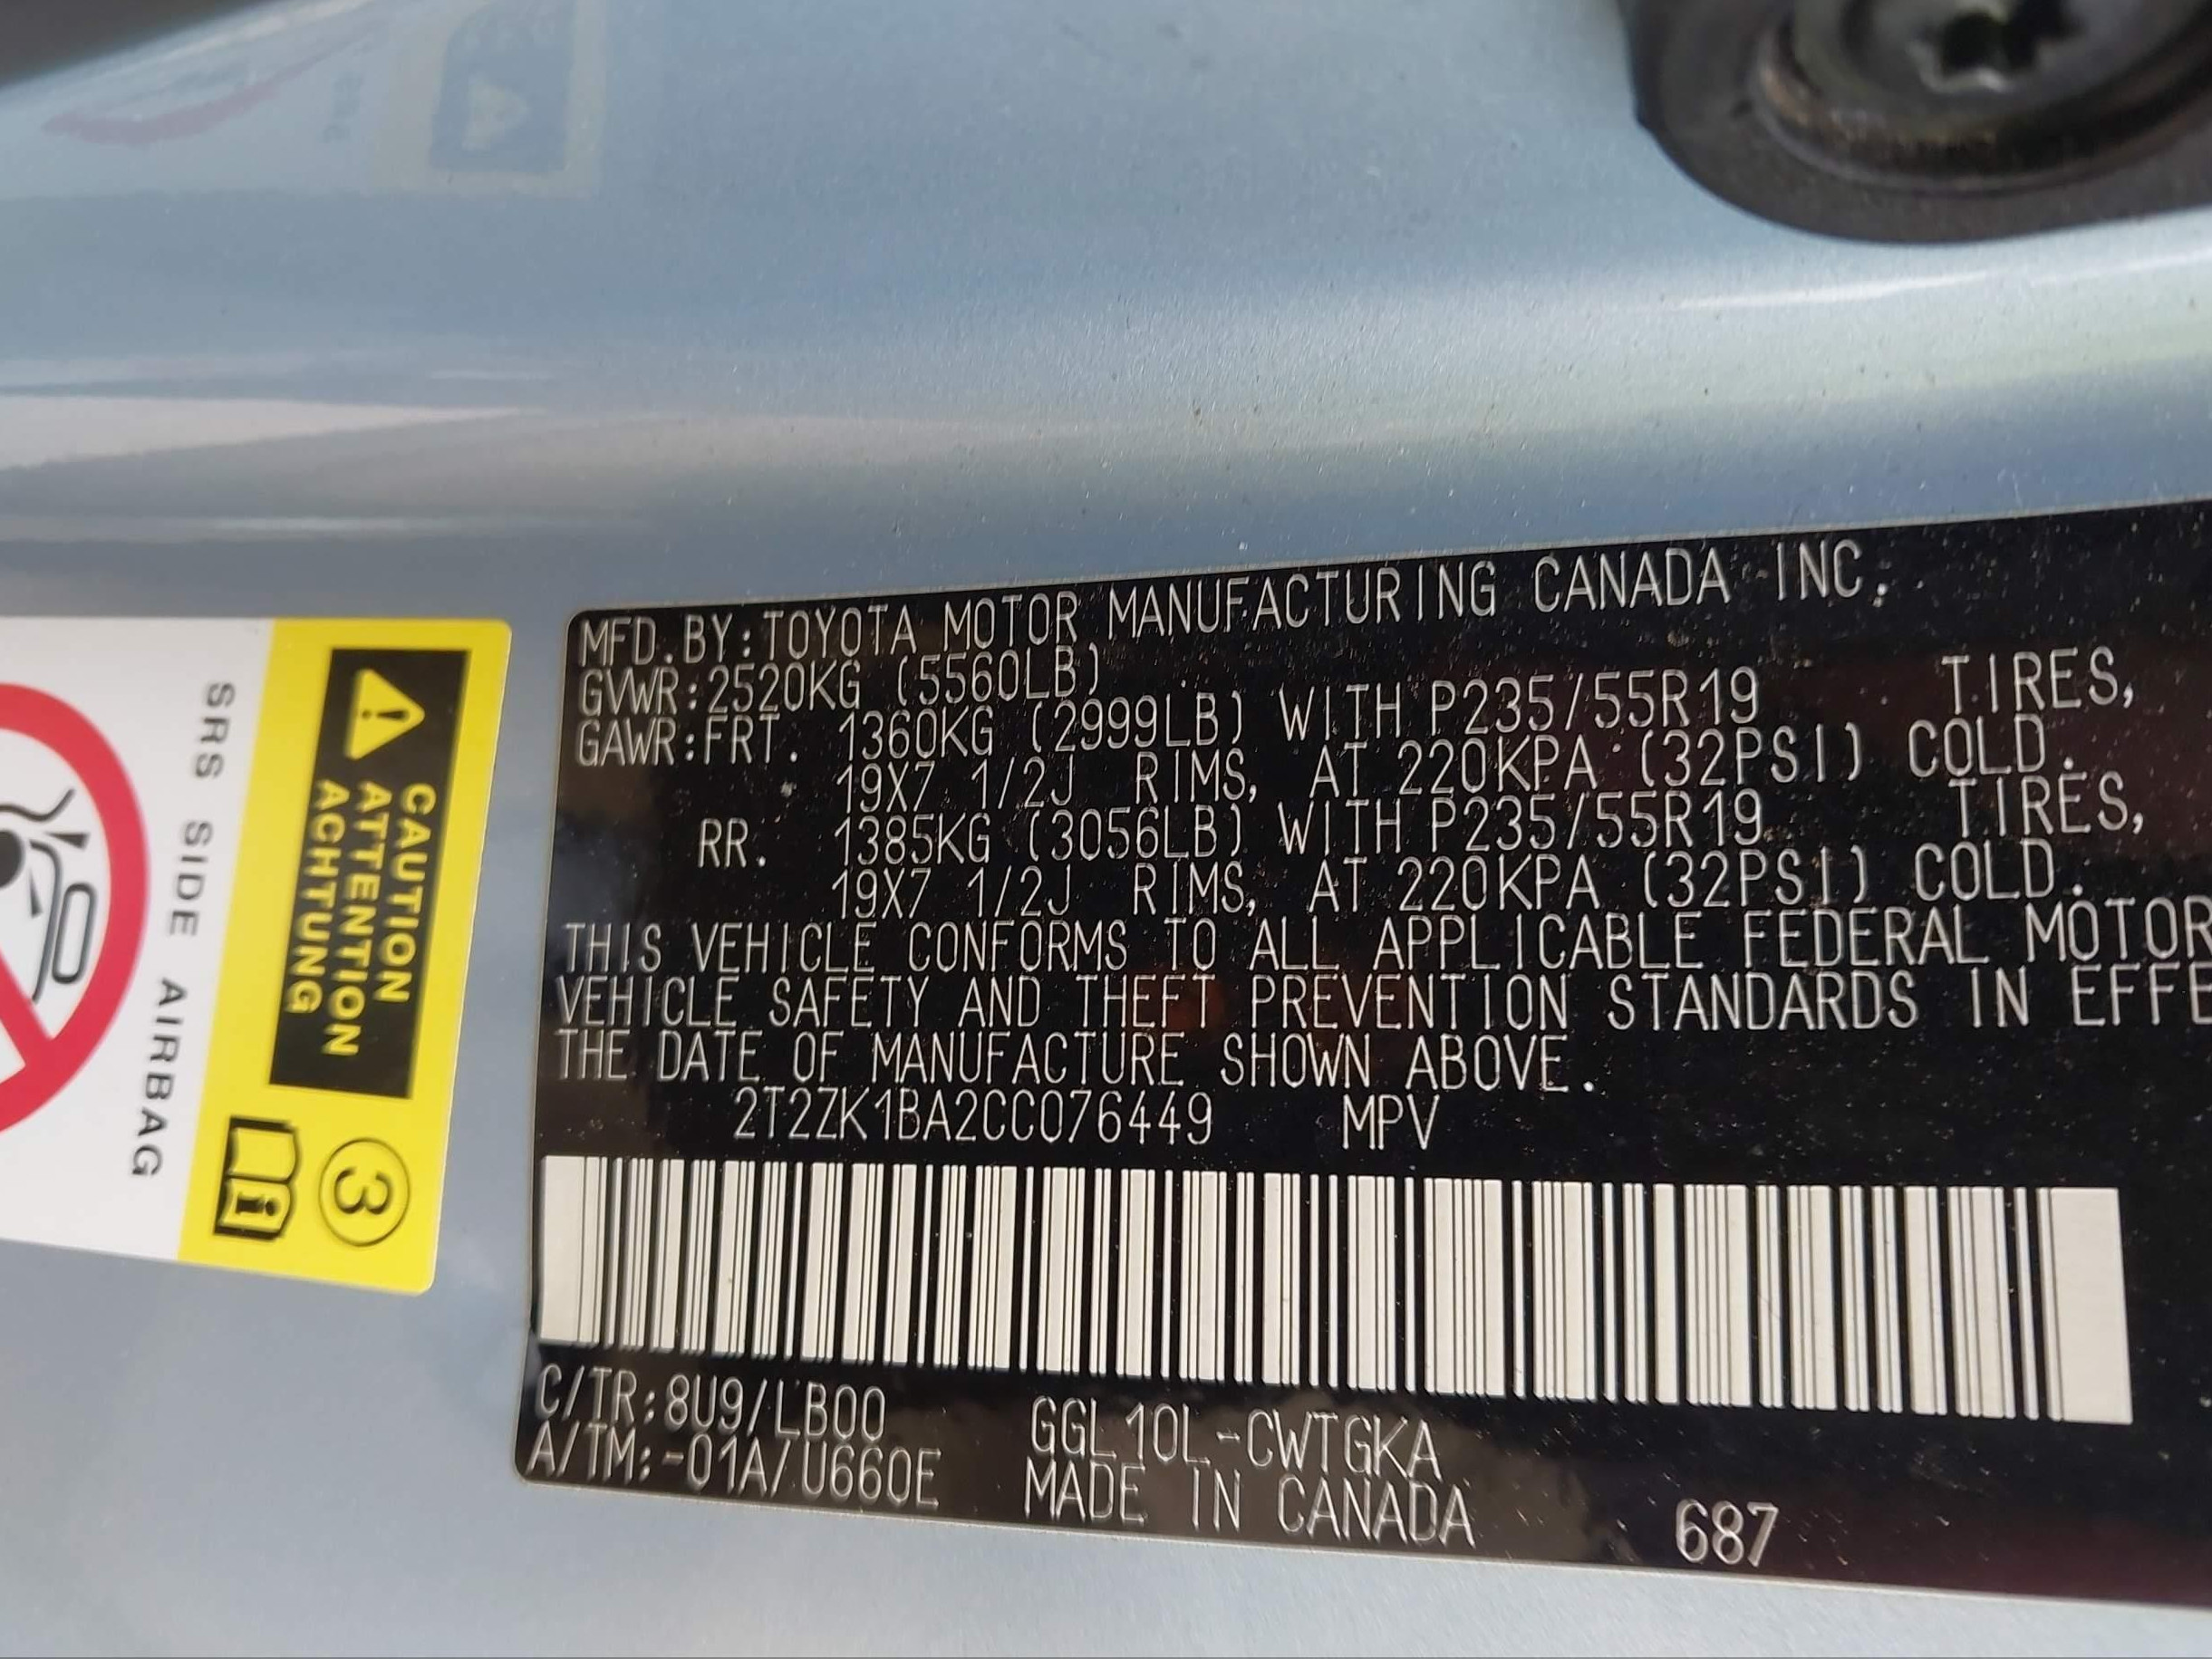 MFD.BY:TOYOTA MOTOR MANUFACTURING CANADA INC.
GVWR:2520KG (5560LB)
GAWR:FRT. 1360KG (2999LB) WITH P235/55R19 TIRES,
19X7 1/2J RIMS, AT 220KPA (32PSI) COLD.
RR. 1385KG (3056LB) WITH P235/55R19 TIRES,
19X7 1/2J RIMS, AT 220KPA (32PSI) COLD.
THIS VEHICLE CONFORMS TO ALL APPLICABLE FEDERAL MOTOR
VEHICLE SAFETY AND THEFT PREVENTION STANDARDS IN EFFE
THE DATE OF MANUFACTURE SHOWN ABOVE.
2T2ZK1BA2CC076449 MPV
C/TR:8U9/LB00 GGL10L-CWTGKA
A/TM:-01A/U660E MADE IN CANADA 687
CAUTION
ATTENTION
ACHTUNG
3
SRS SIDE AIRBAG